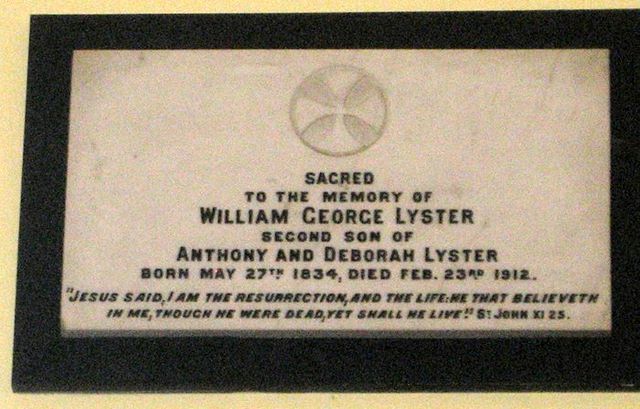 SACRED
TO THE MEMORY OF
WILLIAM GEORGE LYSTER
SECOND SON OF
ANTHONY AND DEBORAH LYSTER
BORN MAY 27TH 1834, DIED FEB. 23RD 1912.
"JESUS SAID, I AM THE RESURRECTION, AND THE LIFE: HE THAT BELIEVETH
IN ME, THOUGH HE WERE DEAD, YET SHALL HE LIVE." ST JOHN XI 25.